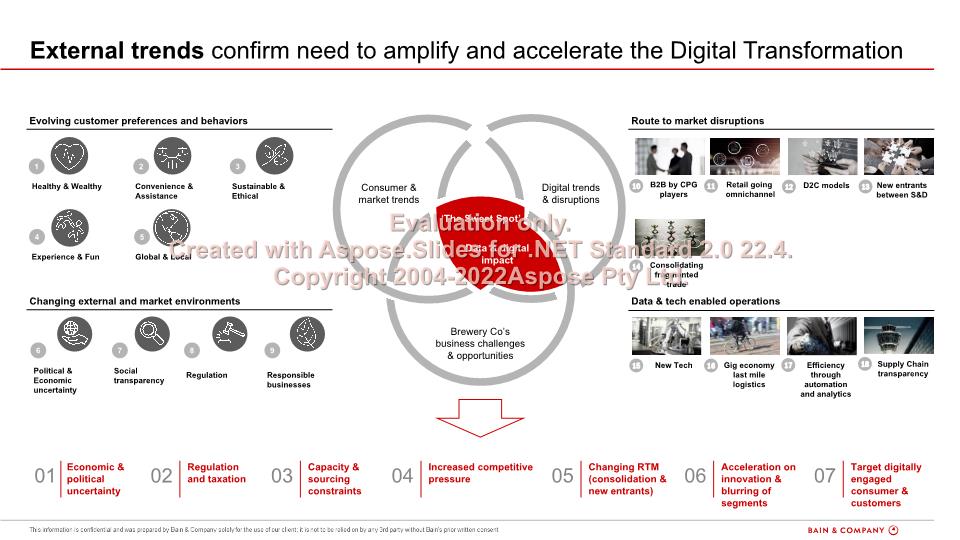 External trends confirm need to amplify and accelerate the Digital Transformation
Evolving customer preferences and behaviors
1
Healthy & Wealthy
2
Convenience &
Assistance
3
Sustainable &
Ethical
4
Experience & Fun
5
Global & Local
Changing external and market environments
6
Political &
Economic
uncertainty
7
Social
transparency
8
Regulation
9
Responsible
businesses
Consumer &
market trends
Digital trends
& disruptions
'The Sweet Spot'
Data & digital
impact
Brewery Co's
business challenges
& opportunities
Evaluation only.
Created with Aspose.Slides for .NET Standard 2.0 22.4.
Copyright 2004-2022Aspose Pty Ltd.
Route to market disruptions
10
B2B by CPG
players
11
Retail going
omnichannel
12
D2C models
13
New entrants
between S&D
14
Consolidating
fragmented
trade
Data & tech enabled operations
15
New Tech
16
Gig economy
last mile
logistics
17
Efficiency
through
automation
and analytics
18
Supply Chain
transparency
01
Economic &
political
uncertainty
02
Regulation
and taxation
03
Capacity &
sourcing
constraints
04
Increased competitive
pressure
05
Changing RTM
(consolidation &
new entrants)
06
Acceleration on
innovation &
blurring of
segments
07
Target digitally
engaged
consumer &
customers
This information is confidential and was prepared by Bain & Company solely for the use of our client; it is not to be relied on by any 3rd party without Bain's prior written consent
BAIN & COMPANY